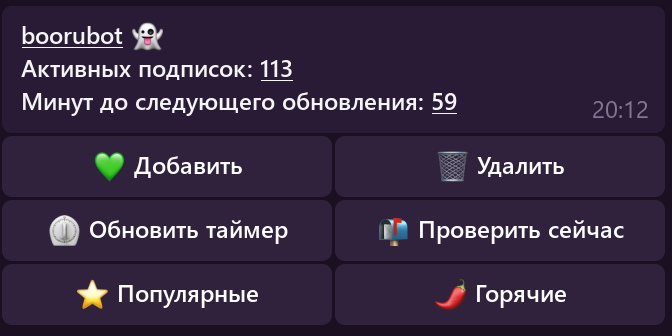 boorubot 👻
Активных подписок: 113
Минут до следующего обновления: 59
20:12
💚 Добавить
🗑️ Удалить
⏲️ Обновить таймер
📬 Проверить сейчас
⭐ Популярные
🌶️ Горячие